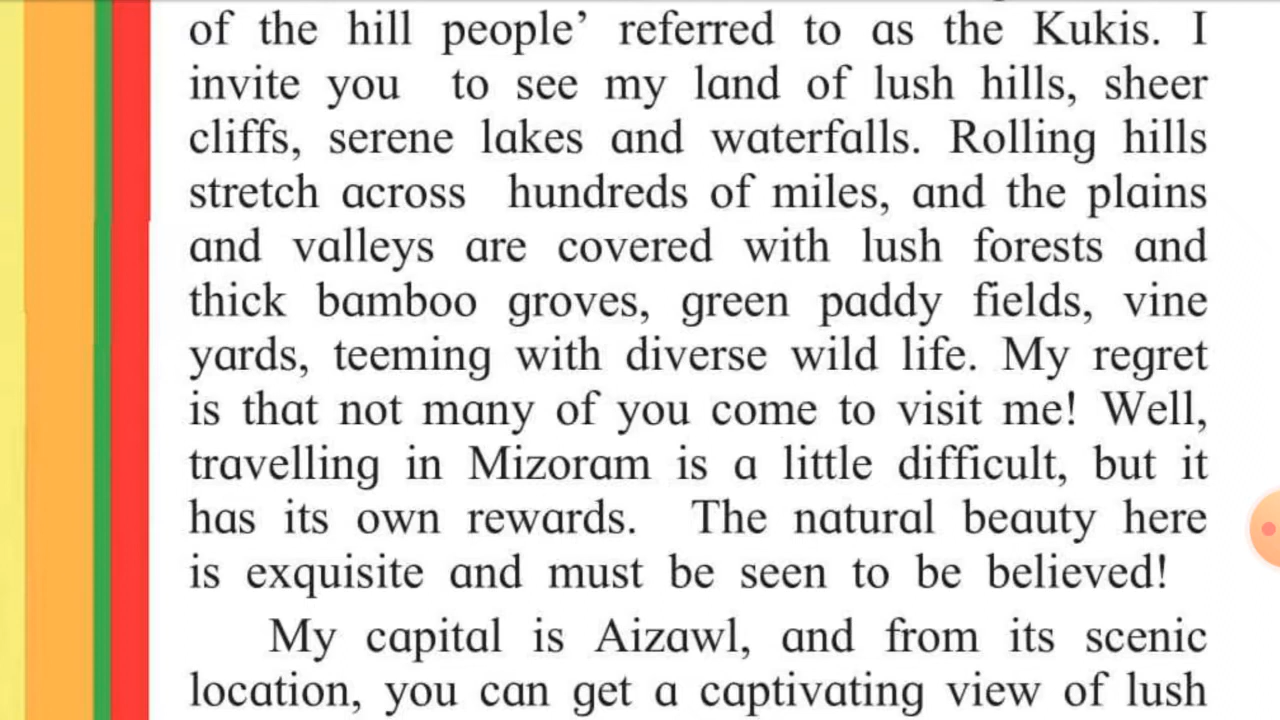 of the hill people’ referred to as the Kukis. I
invite you to see my land of lush hills, sheer
cliffs, serene lakes and waterfalls. Rolling hills
stretch across hundreds of miles, and the plains
and valleys are covered with lush forests and
thick bamboo groves, green paddy fields, vine
yards, teeming with diverse wild life. My regret
is that not many of you come to visit me! Well,
travelling in Mizoram is a little difficult, but it
has its own rewards. The natural beauty here
is exquisite and must be seen to be believed!
My capital is Aizawl, and from its scenic
location, you can get a captivating view of lush